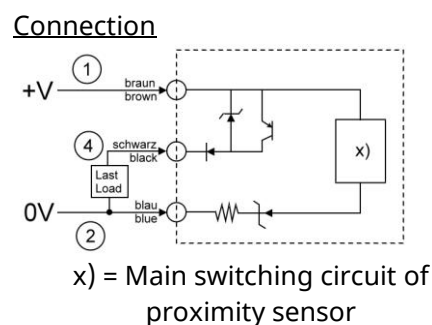 Connection
1
+V
braun
brown
4
schwarz
black
x)
Last
Load
0V
blau
blue
2
x) = Main switching circuit of
proximity sensor